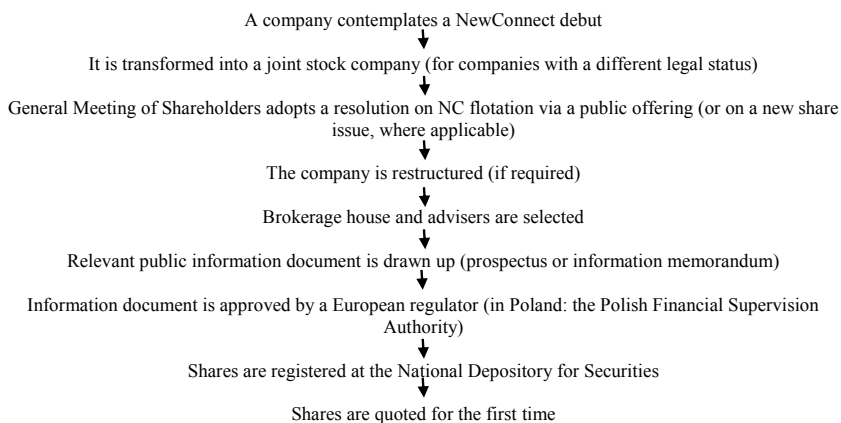 A company contemplates a NewConnect debut
It is transformed into a joint stock company (for companies with a different legal status)
General Meeting of Shareholders adopts a resolution on NC flotation via a public offering (or on a new share
issue, where applicable)
The company is restructured (if required)
Brokerage house and advisers are selected
Relevant public information document is drawn up (prospectus or information memorandum)
Information document is approved by a European regulator (in Poland: the Polish Financial Supervision
Authority)
Shares are registered at the National Depository for Securities
Shares are quoted for the first time